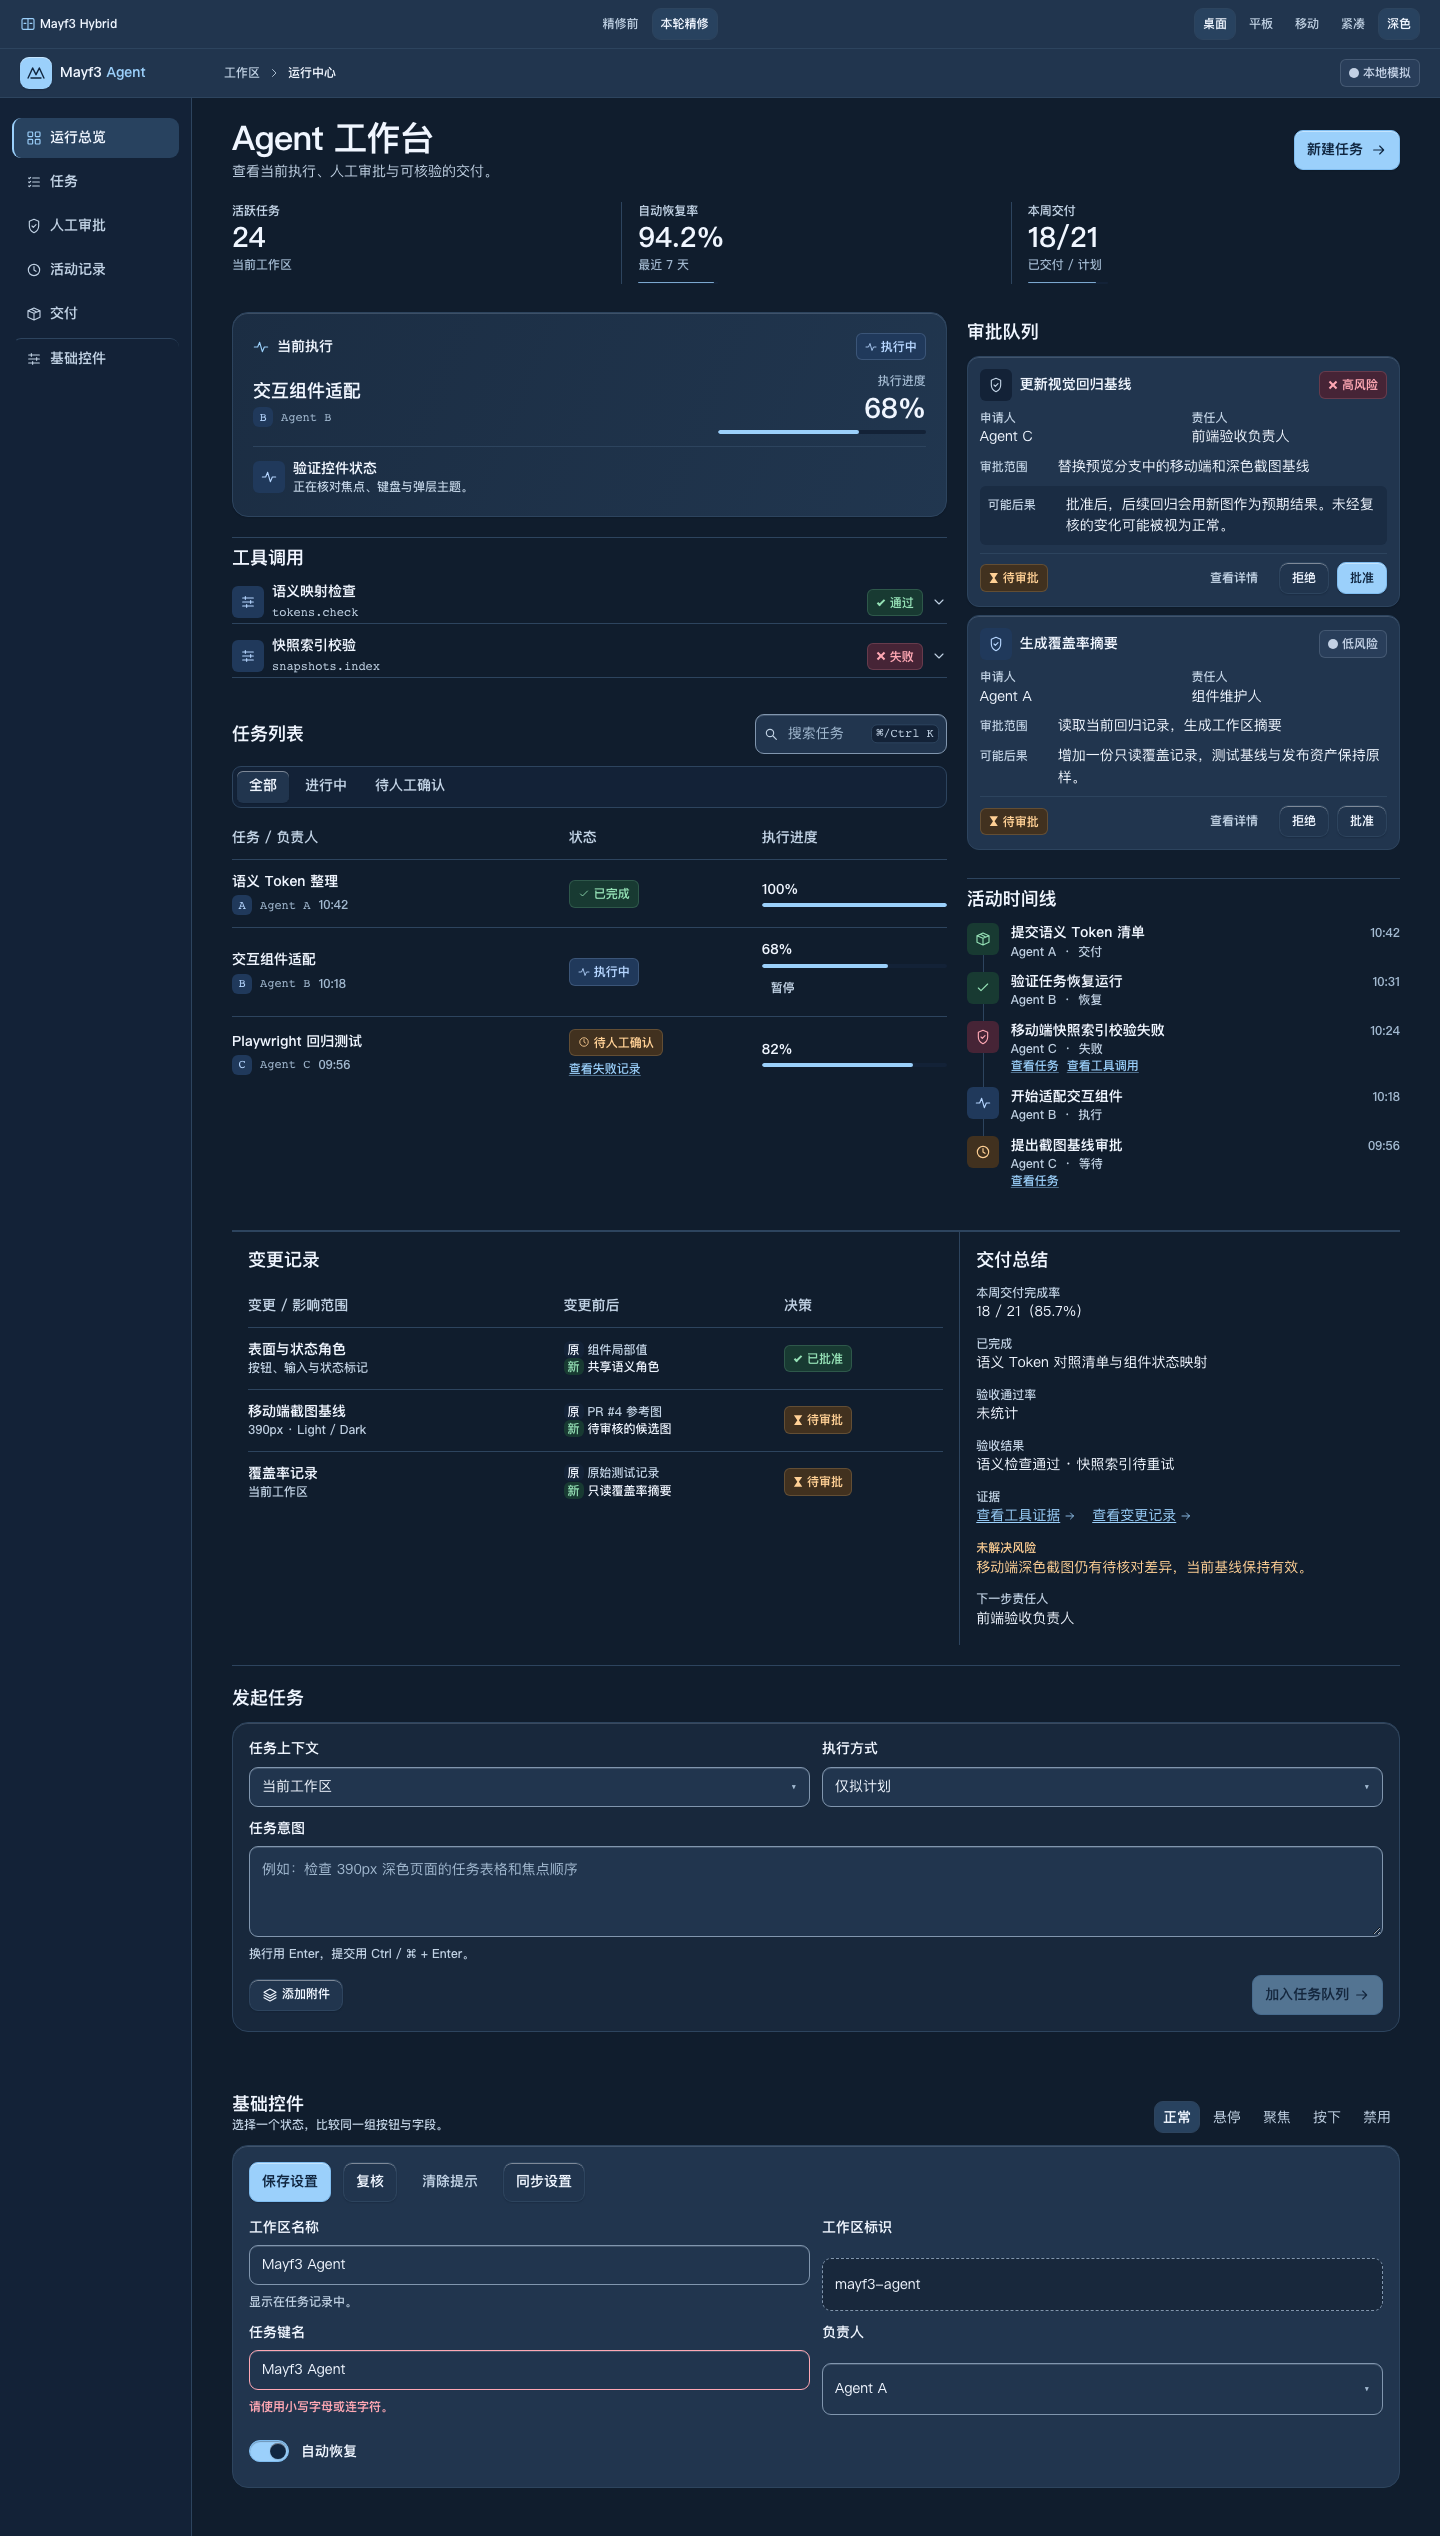 Mayf3 Hybrid
精修前 本轮精修
桌面 平板 移动 紧凑 深色
Mayf3 Agent
工作区 > 运行中心
本地模拟
运行总览
任务
人工审批
活动记录
交付
基础控件
Agent 工作台
查看当前执行、人工审批与可核验的交付。
新建任务 →
活跃任务
24
当前工作区
自动恢复率
94.2%
最近 7 天
本周交付
18/21
已交付 / 计划
当前执行
执行中
交互组件适配
B Agent B
执行进度
68%
验证控件状态
正在核对焦点、键盘与弹层主题。
工具调用
语义映射检查
tokens.check
通过
快照索引校验
snapshots.index
失败
任务列表
搜索任务 ⌘/Ctrl K
全部 进行中 待人工确认
任务 / 负责人 状态 执行进度
语义 Token 整理
A Agent A 10:42
已完成
100%
交互组件适配
B Agent B 10:18
执行中
68%
暂停
Playwright 回归测试
C Agent C 09:56
待人工确认
查看失败记录
82%
审批队列
更新视觉回归基线
高风险
申请人 责任人
Agent C 前端验收负责人
审批范围 替换预览分支中的移动端和深色截图基线
可能后果 批准后，后续回归会用新图作为预期结果。未经复
核的变化可能被视为正常。
待审批 查看详情 拒绝 批准
生成覆盖率摘要
低风险
申请人 责任人
Agent A 组件维护人
审批范围 读取当前回归记录，生成工作区摘要
可能后果 增加一份只读覆盖记录，测试基线与发布资产保持原
样。
待审批 查看详情 拒绝 批准
活动时间线
提交语义 Token 清单 10:42
Agent A · 交付
验证任务恢复运行 10:31
Agent B · 恢复
移动端快照索引校验失败 10:24
Agent C · 失败
查看任务 查看工具调用
开始适配交互组件 10:18
Agent B · 执行
提出截图基线审批 09:56
Agent C · 等待
查看任务
变更记录
变更 / 影响范围 变更前后 决策
表面与状态角色
按钮、输入与状态标记
原 组件局部值
新 共享语义角色
已批准
移动端截图基线
390px · Light / Dark
原 PR #4 参考图
新 待审核的候选图
待审批
覆盖率记录
当前工作区
原 原始测试记录
新 只读覆盖率摘要
待审批
交付总结
本周交付完成率
18 / 21（85.7%）
已完成
语义 Token 对照清单与组件状态映射
验收通过率
未统计
验收结果
语义检查通过 · 快照索引待重试
证据
查看工具证据 → 查看变更记录 →
未解决风险
移动端深色截图仍有待核对差异，当前基线保持有效。
下一步责任人
前端验收负责人
发起任务
任务上下文 执行方式
当前工作区 仅拟计划
任务意图
例如：检查 390px 深色页面的任务表格和焦点顺序
换行用 Enter，提交用 Ctrl / ⌘ + Enter。
添加附件
加入任务队列 →
基础控件
选择一个状态，比较同一组按钮与字段。
正常 悬停 聚焦 按下 禁用
保存设置 复核 清除提示 同步设置
工作区名称 工作区标识
Mayf3 Agent mayf3-agent
显示在任务记录中。
任务键名 负责人
Mayf3 Agent Agent A
请使用小写字母或连字符。
自动恢复